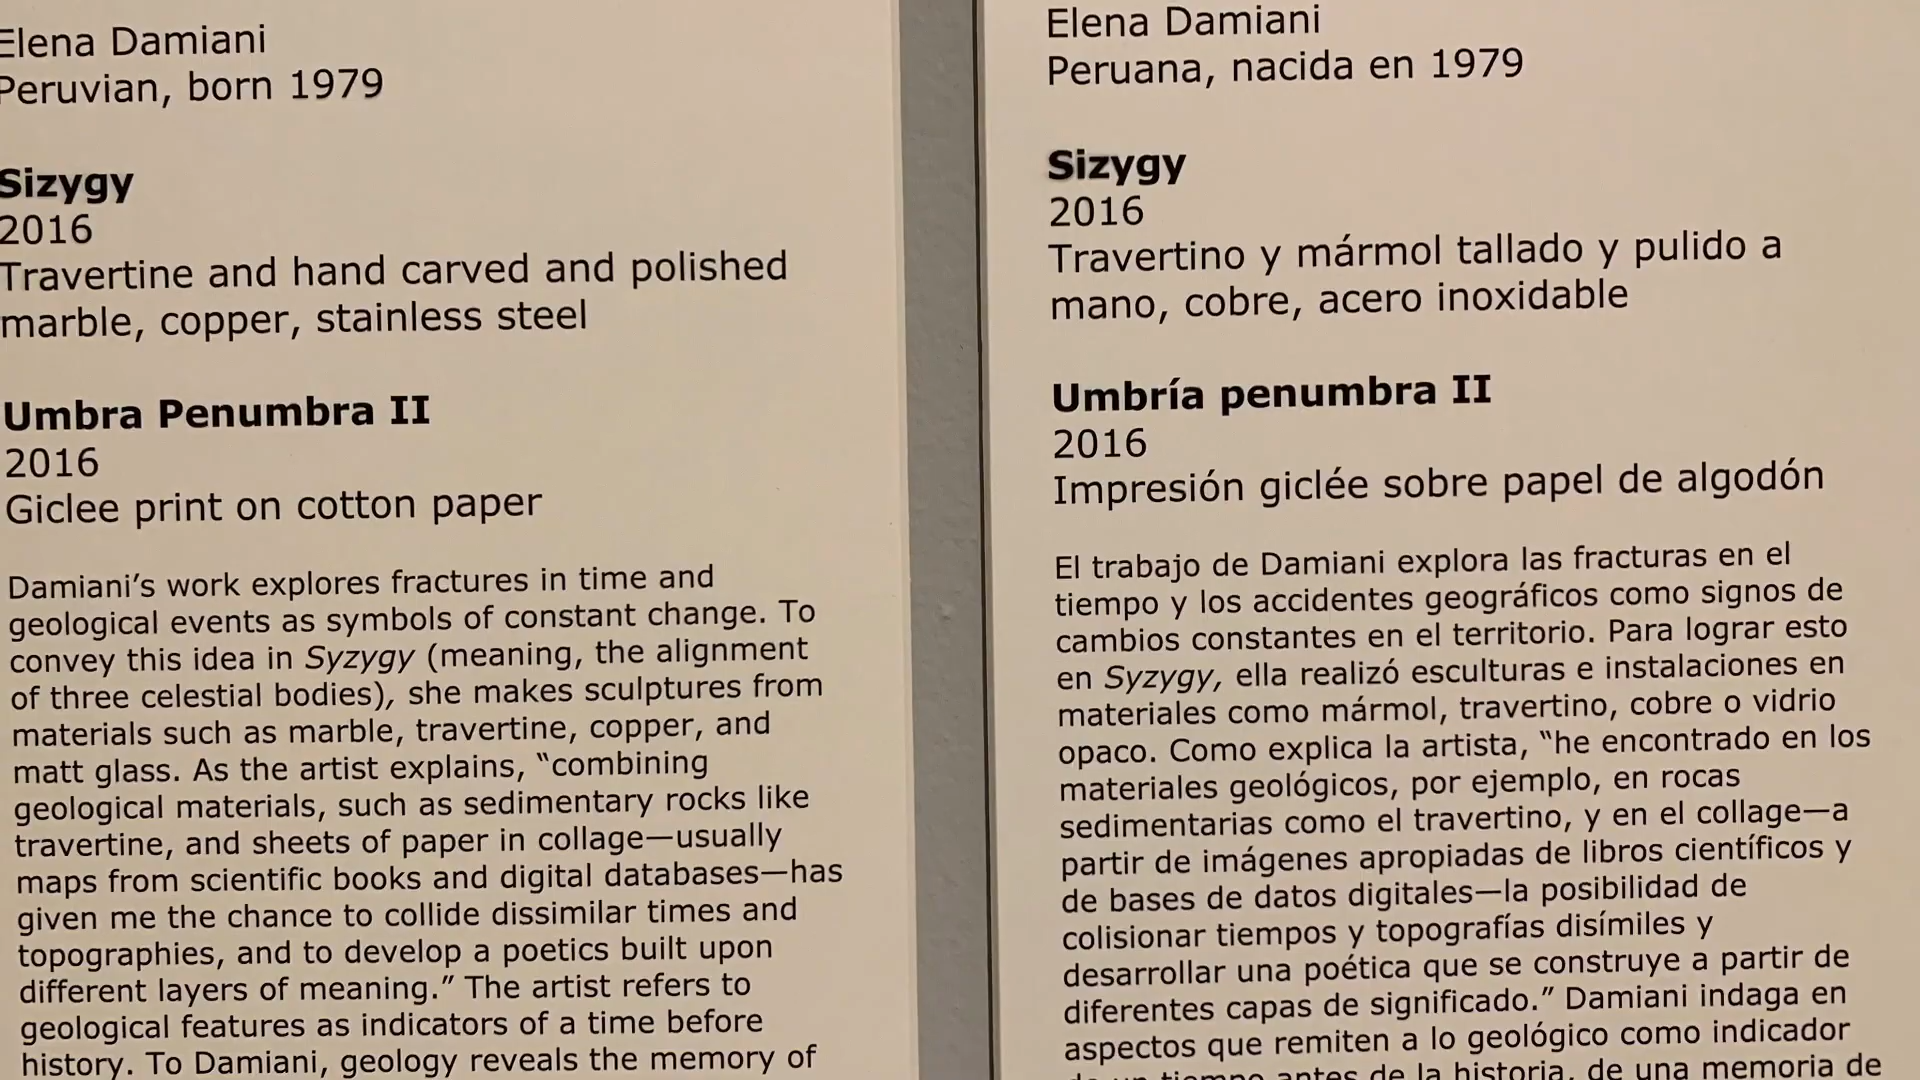 Elena Damiani
Peruvian, born 1979
Sizygy
2016
Travertine and hand carved and polished
marble, copper, stainless steel
Umbra Penumbra II
2016
Giclee print on cotton paper
Damiani’s work explores fractures in time and
geological events as symbols of constant change. To
convey this idea in Syzygy (meaning, the alignment
of three celestial bodies), she makes sculptures from
materials such as marble, travertine, copper, and
matt glass. As the artist explains, “combining
geological materials, such as sedimentary rocks like
travertine, and sheets of paper in collage—usually
maps from scientific books and digital databases—has
given me the chance to collide dissimilar times and
topographies, and to develop a poetics built upon
different layers of meaning.” The artist refers to
geological features as indicators of a time before
history. To Damiani, geology reveals the memory of
Elena Damiani
Peruana, nacida en 1979
Sizygy
2016
Travertino y mármol tallado y pulido a
mano, cobre, acero inoxidable
Umbría penumbra II
2016
Impresión giclée sobre papel de algodón
El trabajo de Damiani explora las fracturas en el
tiempo y los accidentes geográficos como signos de
cambios constantes en el territorio. Para lograr esto
en Syzygy, ella realizó esculturas e instalaciones en
materiales como mármol, travertino, cobre o vidrio
opaco. Como explica la artista, “he encontrado en los
materiales geológicos, por ejemplo, en rocas
sedimentarias como el travertino, y en el collage—a
partir de imágenes apropiadas de libros científicos y
de bases de datos digitales—la posibilidad de
colisionar tiempos y topografías disímiles y
desarrollar una poética que se construye a partir de
diferentes capas de significado.” Damiani indaga en
aspectos que remiten a lo geológico como indicador
de un tiempo antes de la historia, de una memoria de